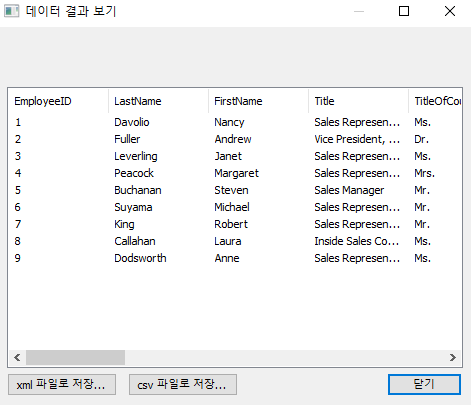 데이터 결과 보기
EmployeeID LastName FirstName Title TitleOfCou
1 Davolio Nancy Sales Represen... Ms.
2 Fuller Andrew Vice President, ... Dr.
3 Leverling Janet Sales Represen... Ms.
4 Peacock Margaret Sales Represen... Mrs.
5 Buchanan Steven Sales Manager Mr.
6 Suyama Michael Sales Represen... Mr.
7 King Robert Sales Represen... Mr.
8 Callahan Laura Inside Sales Co... Ms.
9 Dodsworth Anne Sales Represen... Ms.
xml 파일로 저장... csv 파일로 저장... 닫기